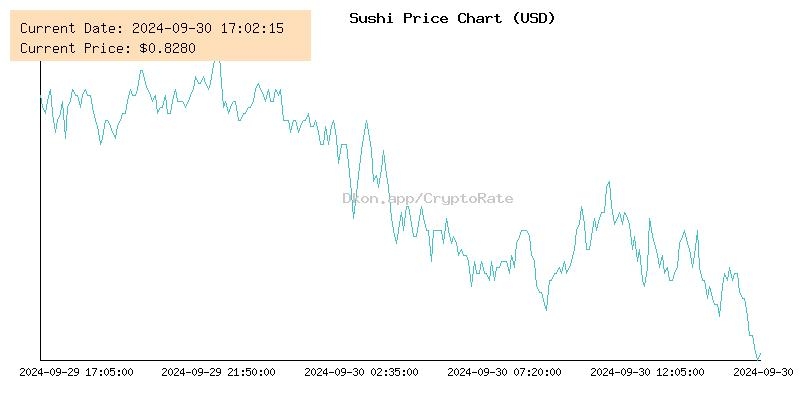 Sushi Price Chart (USD)
Current Date: 2024-09-30 17:02:15
Current Price: $0.8280
Dkon.app/CryptoRate
2024-09-29 17:05:00 2024-09-29 21:50:00 2024-09-30 02:35:00 2024-09-30 07:20:00 2024-09-30 12:05:00 2024-09-30